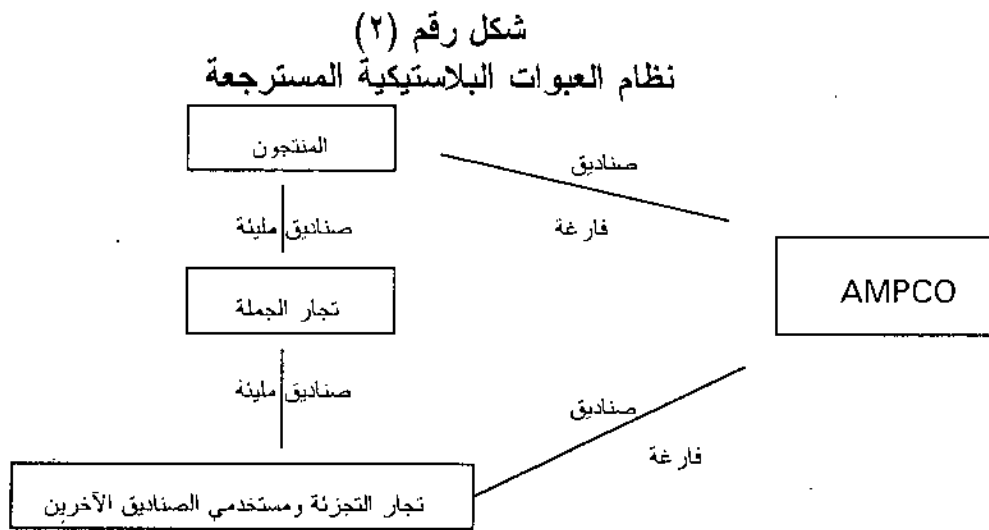 شكل رقم (٢)
نظام العبوات البلاستيكية المسترجعة
المنتجون
صناديق
فارغة
صناديق مليئة
AMPCO
تجار الجملة
صناديق مليئة
صناديق
فارغة
تجار التجزئة ومستخدمي الصناديق الآخرين